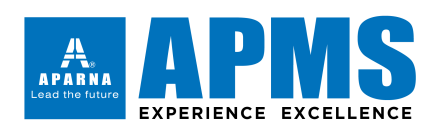 APARNA®
Lead the future
APMS
EXPERIENCE EXCELLENCE